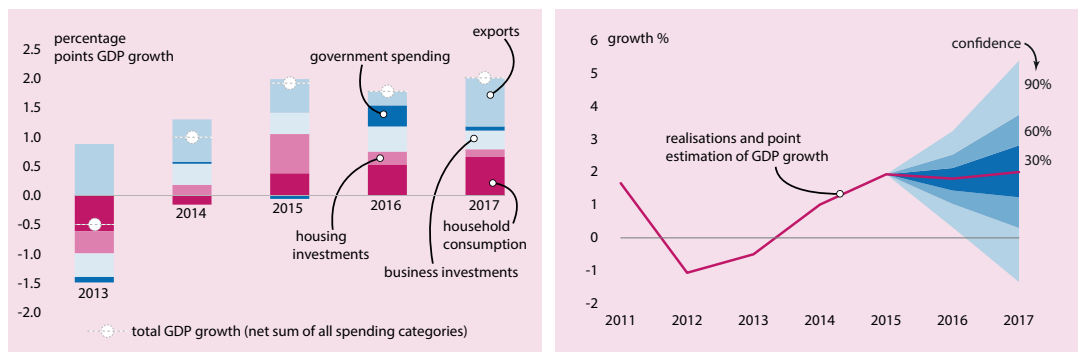 percentage
points GDP growth
2.5
2.0
1.5
1.0
0.5
0.0
-0.5
-1.0
-1.5
-2.0
2013
2014
2015
2016
2017
government spending
exports
housing
investments
business investments
household
consumption
total GDP growth (net sum of all spending categories)
growth %
6
5
4
3
2
1
0
-1
-2
2011
2012
2013
2014
2015
2016
2017
realisations and point
estimation of GDP growth
confidence
90%
60%
30%